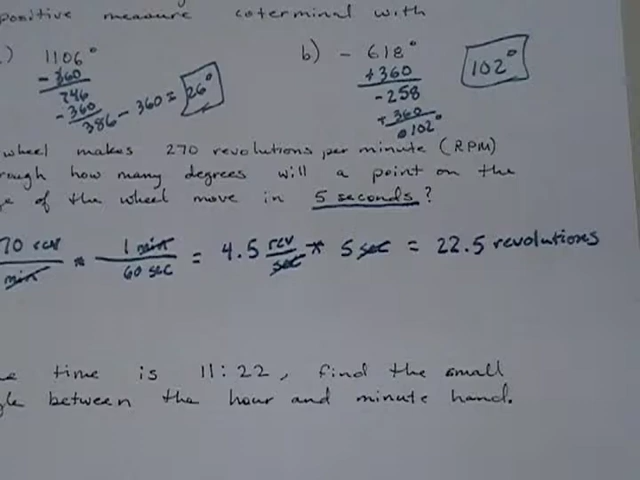 positive measure coterminal with
) 1106°
- 360
746
- 360
386 - 360 = 26°
b) - 618°
+ 360
- 258
+ 360
0102°
102°
wheel makes 270 revolutions per minute (RPM)
rough how many degrees will a point on the
e of the wheel move in 5 seconds?
70 rev / min * 1 min / 60 sec = 4.5 rev / sec * 5 sec = 22.5 revolutions
e time is 11:22, find the small
gle between the hour and minute hand.